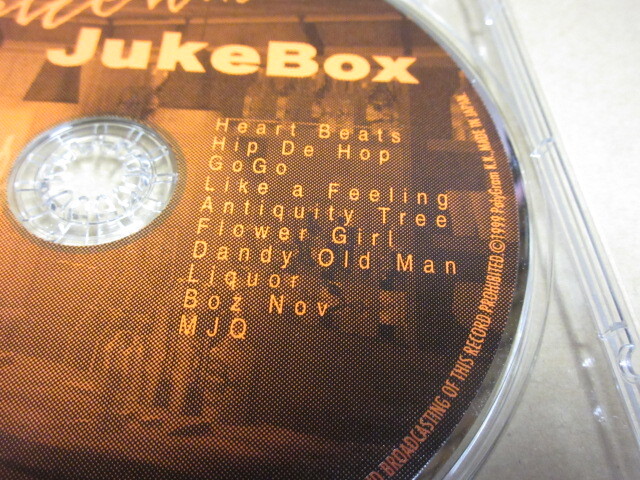 JukeBox
Heart Beats
Hip De Hop
GoGo
Like a Feeling
Antiquity Tree
Flower Girl
Dandy Old Man
Liquor
Boz Nov
MJQ
BROADCASTING OF THIS RECORD PROHIBITED Ⓒ1999 PolyGram K.K. MADE IN JAPAN.